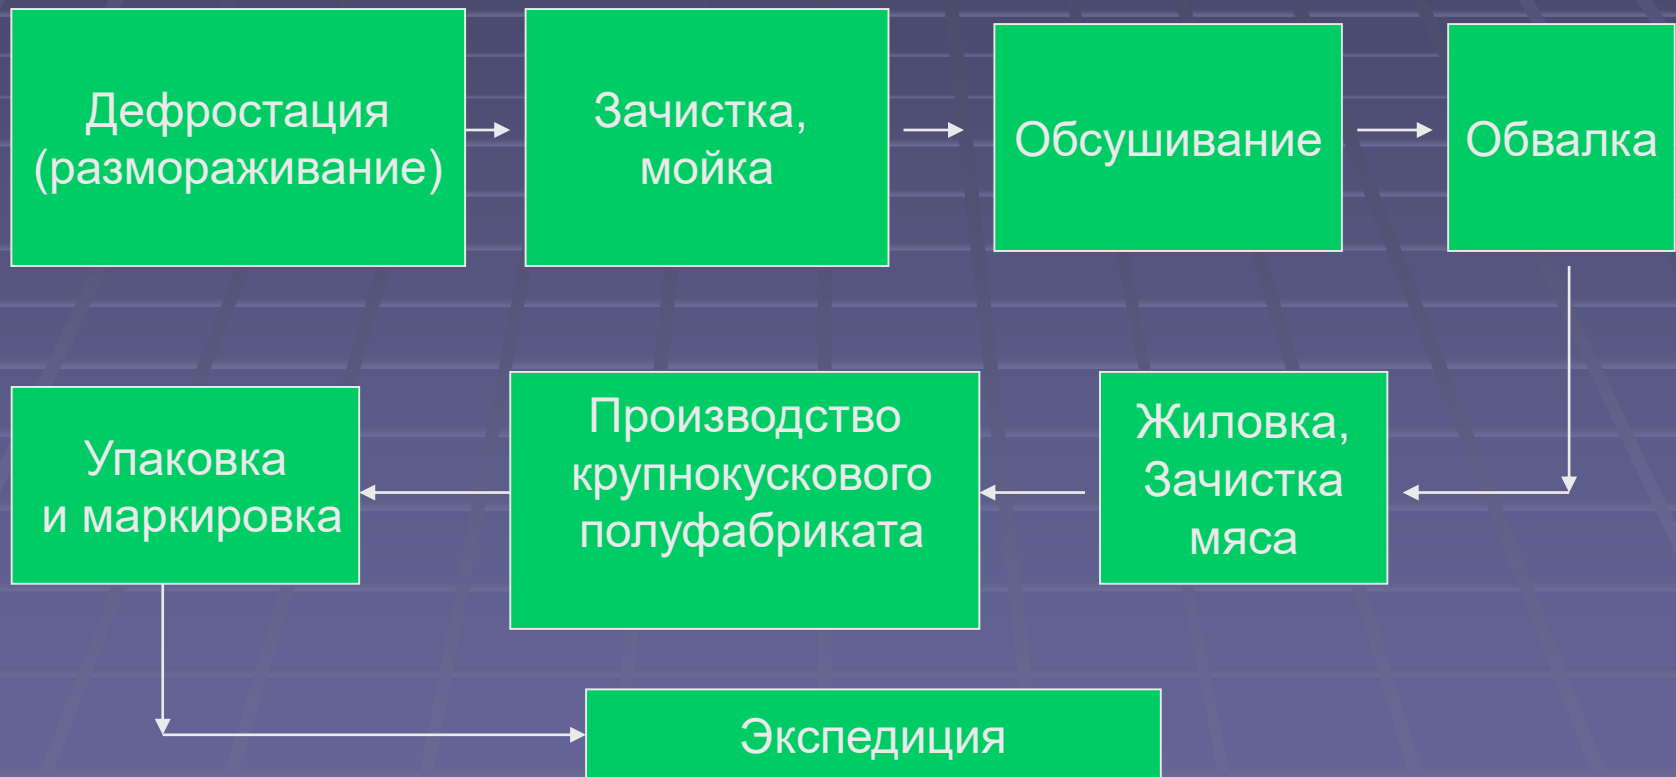 Дефростация
(размораживание)
Зачистка,
мойка
Обсушивание
Обвалка
Жиловка,
Зачистка
мяса
Производство
крупнокускового
полуфабриката
Упаковка
и маркировка
Экспедиция